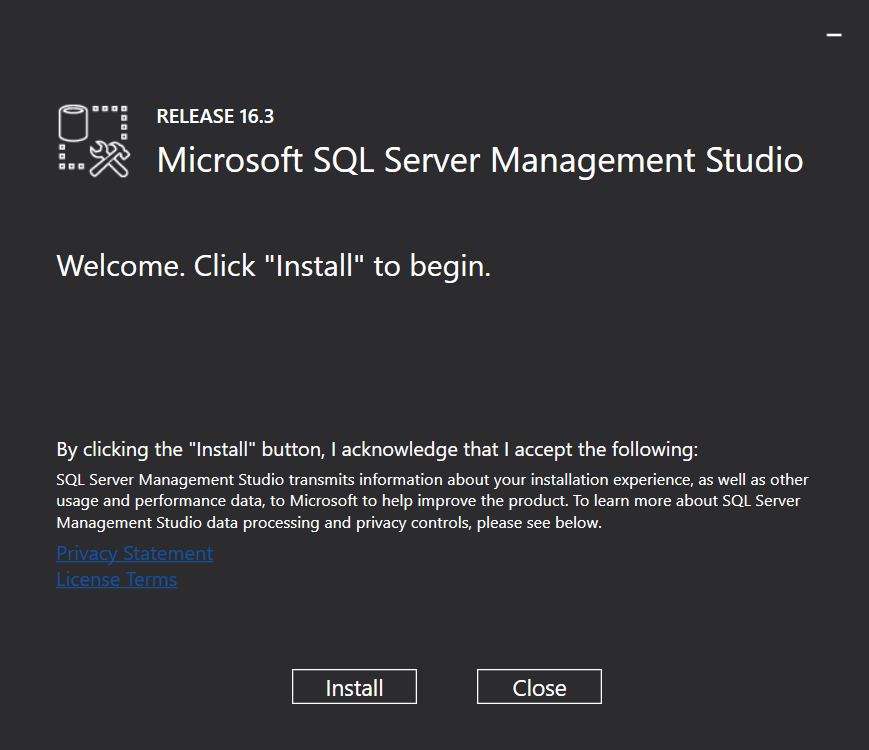 RELEASE 16.3
Microsoft SQL Server Management Studio
Welcome. Click "Install" to begin.
By clicking the "Install" button, I acknowledge that I accept the following:
SQL Server Management Studio transmits information about your installation experience, as well as other
usage and performance data, to Microsoft to help improve the product. To learn more about SQL Server
Management Studio data processing and privacy controls, please see below.
Privacy Statement
License Terms
Install
Close